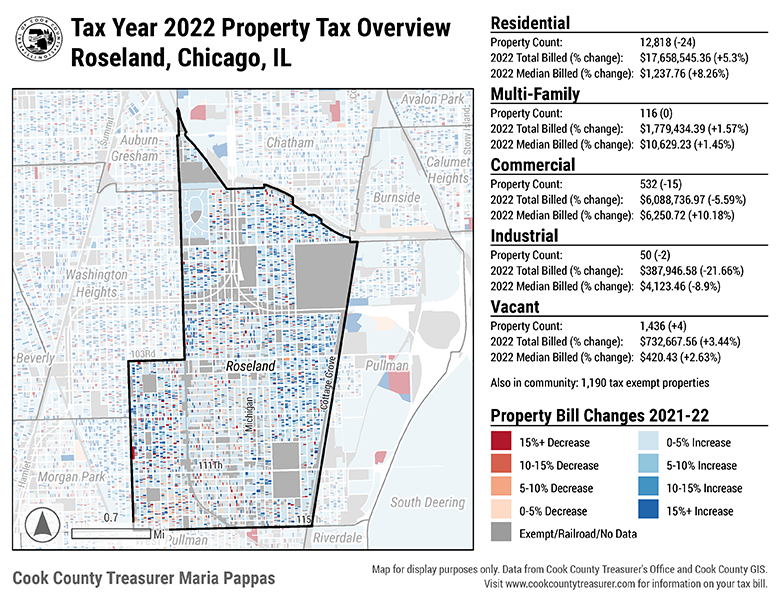 Tax Year 2022 Property Tax Overview
Roseland, Chicago, IL
Residential
Property Count: 12,818 (-24)
2022 Total Billed (% change): $17,658,545.36 (+5.3%)
2022 Median Billed (% change): $1,237.76 (+8.26%)
Multi-Family
Property Count: 116 (0)
2022 Total Billed (% change): $1,779,434.39 (+1.57%)
2022 Median Billed (% change): $10,629.23 (+1.45%)
Commercial
Property Count: 532 (-15)
2022 Total Billed (% change): $6,088,736.97 (-5.59%)
2022 Median Billed (% change): $6,250.72 (+10.18%)
Industrial
Property Count: 50 (-2)
2022 Total Billed (% change): $387,946.58 (-21.66%)
2022 Median Billed (% change): $4,123.46 (-8.9%)
Vacant
Property Count: 1,436 (+4)
2022 Total Billed (% change): $732,667.56 (+3.44%)
2022 Median Billed (% change): $420.43 (+2.63%)
Also in community: 1,190 tax exempt properties
Property Bill Changes 2021-22
15%+ Decrease
10-15% Decrease
5-10% Decrease
0-5% Decrease
Exempt/Railroad/No Data
0-5% Increase
5-10% Increase
10-15% Increase
15%+ Increase
Avalon Park
Auburn
Gresham
Chatham
Calumet
Heights
Burnside
Washington
Heights
Beverly
103Rd
Roseland
Pullman
Cottage Grove
Michigan
111Th
Morgan Park
South Deering
0.7
Mi
115
Pullman
Riverdale
Cook County Treasurer Maria Pappas
Map for display purposes only. Data from Cook County Treasurer's Office and Cook County GIS.
Visit www.cookcountytreasurer.com for information on your tax bill.